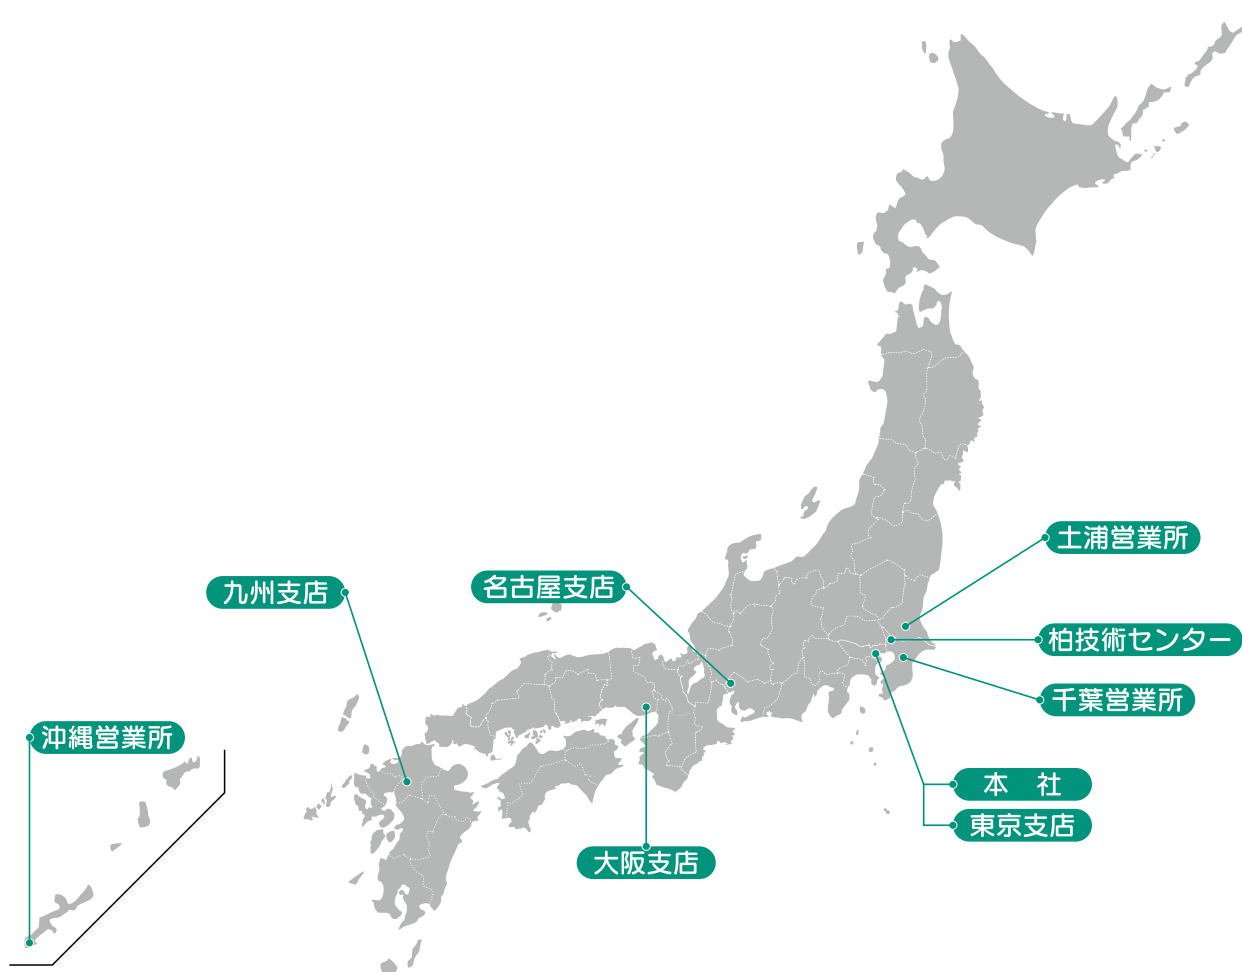 土浦営業所
九州支店
名古屋支店
柏技術センター
千葉営業所
沖縄営業所
本　社
東京支店
大阪支店